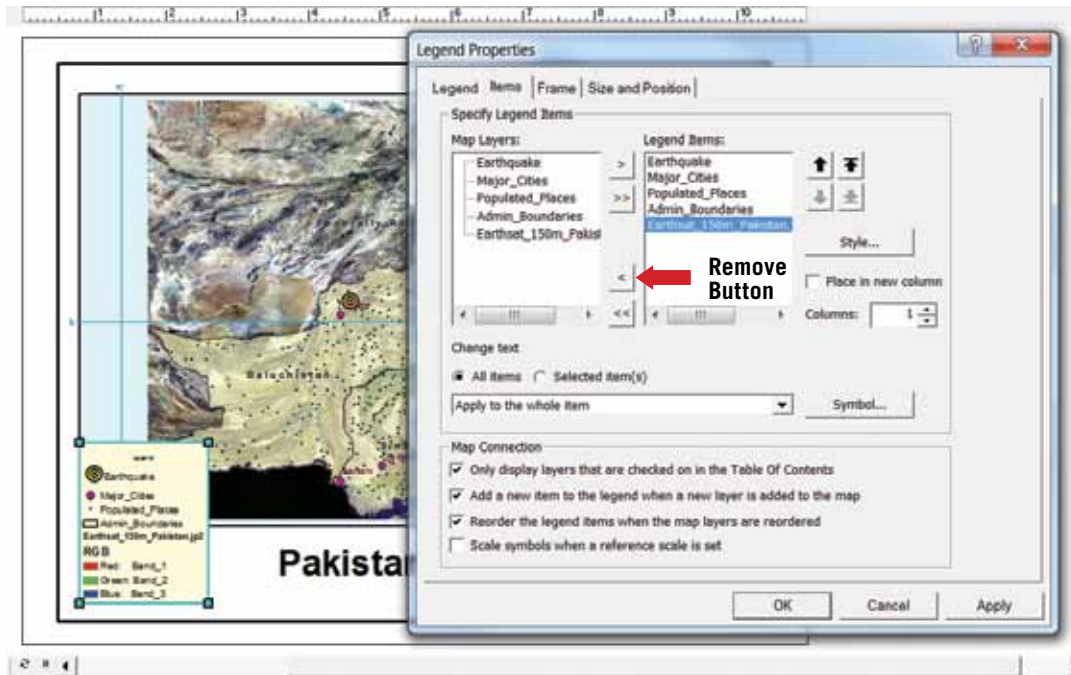 1 2 3 4 5 6 7 8 9 10
Legend Properties
Legend Items Frame Size and Position
Specify Legend Items
Map Layers:
Legend Items:
Earthquake
Major_Cities
Populated_Places
Admin_Boundaries
Earthsat_150m_Pakist
>
>>
<
<<
Earthquake
Major_Cities
Populated_Places
Admin_Boundaries
Earthsat_150m_Pakistan.
Remove
Button
Style...
Place in new column
Columns: 1
Change text
All items Selected item(s)
Apply to the whole item
Symbol...
Map Connection
Only display layers that are checked on in the Table Of Contents
Add a new item to the legend when a new layer is added to the map
Reorder the legend items when the map layers are reordered
Scale symbols when a reference scale is set
OK Cancel Apply
Baluchistan
Earthquake
Major_Cities
Populated_Places
Admin_Boundaries
Earthsat_150m_Pakistan.jp2
RGB
Red: Band_1
Green: Band_2
Blue: Band_3
Pakista